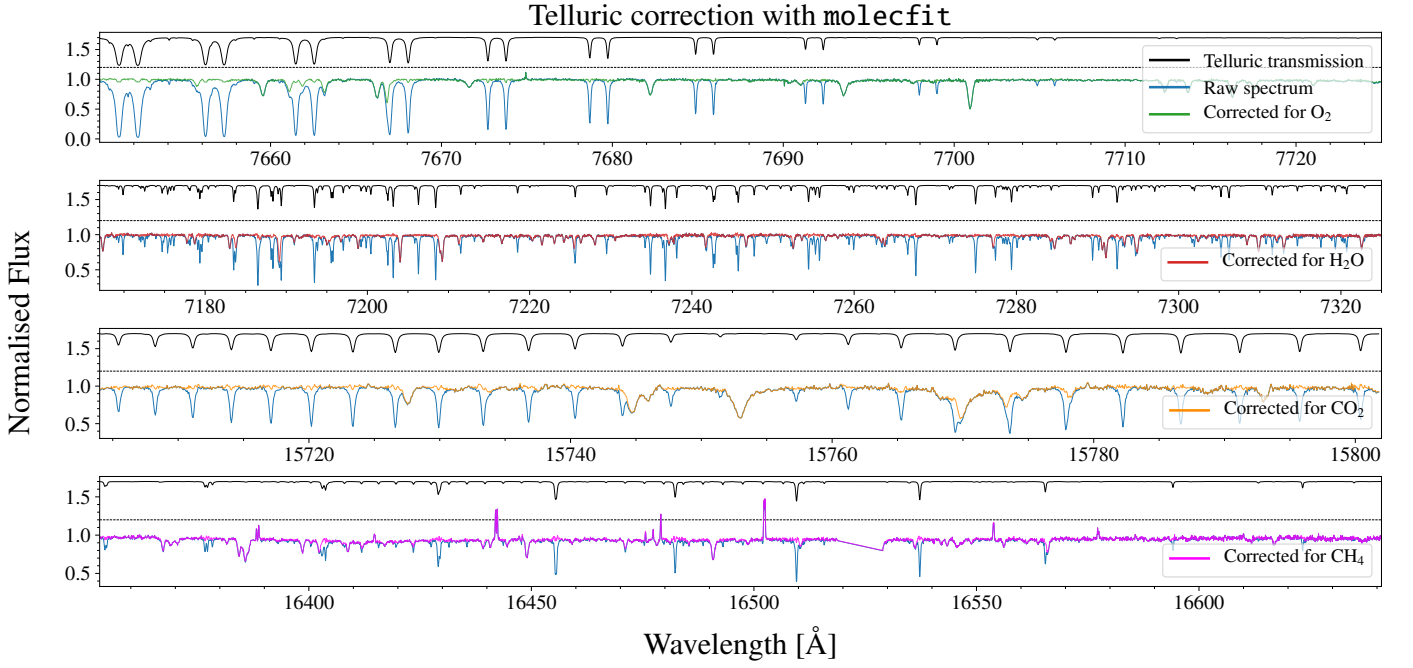 Telluric correction with molecfit
Normalised Flux
1.5
1.0
0.5
0.0
Telluric transmission
Raw spectrum
Corrected for O₂
7660 7670 7680 7690 7700 7710 7720
1.5
1.0
0.5
Corrected for H₂O
7180 7200 7220 7240 7260 7280 7300 7320
1.5
1.0
0.5
Corrected for CO₂
15720 15740 15760 15780 15800
1.5
1.0
0.5
Corrected for CH₄
16400 16450 16500 16550 16600
Wavelength [Å]